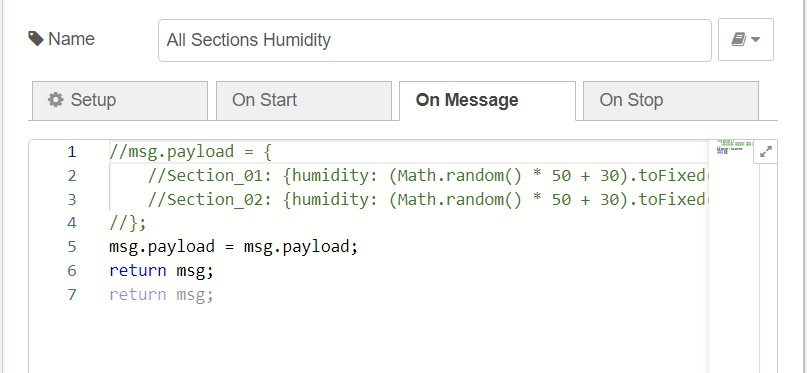 Name
All Sections Humidity
Setup
On Start
On Message
On Stop
1 //msg.payload = {
2 //Section_01: {humidity: (Math.random() * 50 + 30).toFixed
3 //Section_02: {humidity: (Math.random() * 50 + 30).toFixed
4 //};
5 msg.payload = msg.payload;
6 return msg;
7 return msg;